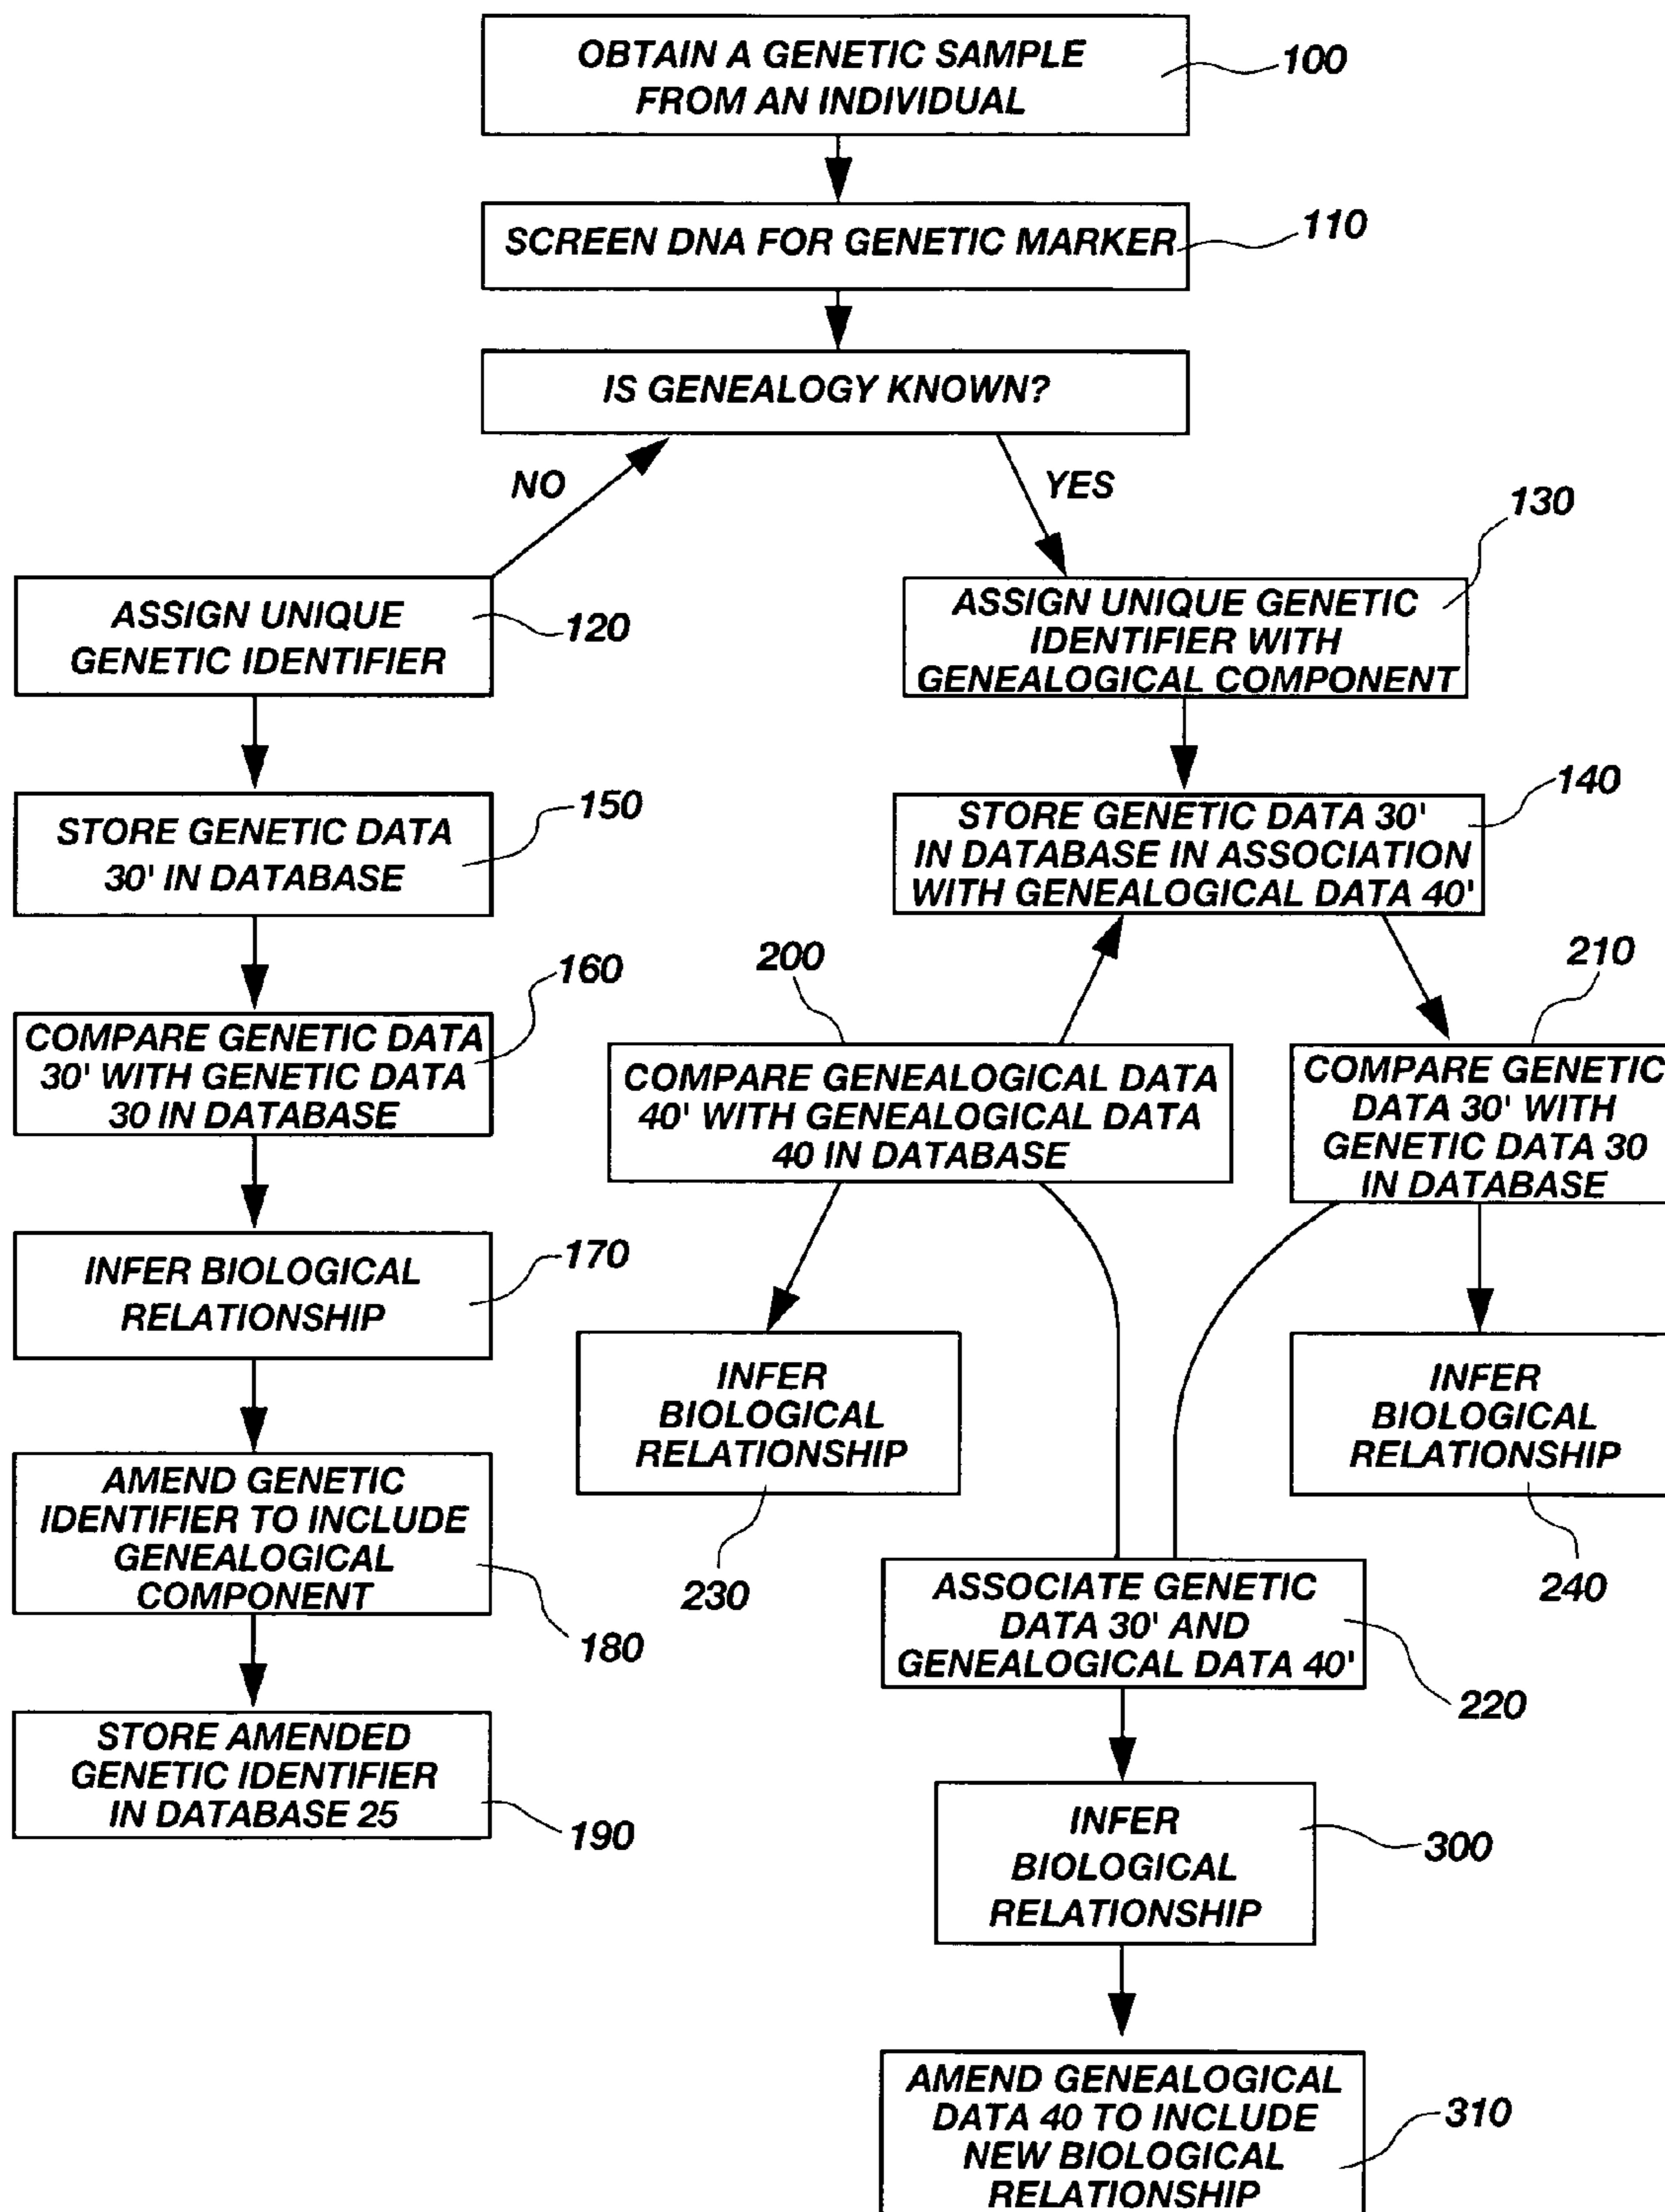 OBTAIN A GENETIC SAMPLE
FROM AN INDIVIDUAL
100
SCREEN DNA FOR GENETIC MARKER
110
IS GENEALOGY KNOWN?
NO
YES
ASSIGN UNIQUE
GENETIC IDENTIFIER
120
STORE GENETIC DATA
30' IN DATABASE
150
COMPARE GENETIC DATA
30' WITH GENETIC DATA
30 IN DATABASE
160
INFER BIOLOGICAL
RELATIONSHIP
170
AMEND GENETIC
IDENTIFIER TO INCLUDE
GENEALOGICAL
COMPONENT
180
STORE AMENDED
GENETIC IDENTIFIER
IN DATABASE 25
190
130
ASSIGN UNIQUE GENETIC
IDENTIFIER WITH
GENEALOGICAL COMPONENT
140
STORE GENETIC DATA 30'
IN DATABASE IN ASSOCIATION
WITH GENEALOGICAL DATA 40'
200
COMPARE GENEALOGICAL DATA
40' WITH GENEALOGICAL DATA
40 IN DATABASE
210
COMPARE GENETIC
DATA 30' WITH
GENETIC DATA 30
IN DATABASE
INFER
BIOLOGICAL
RELATIONSHIP
230
INFER
BIOLOGICAL
RELATIONSHIP
240
ASSOCIATE GENETIC
DATA 30' AND
GENEALOGICAL DATA 40'
220
INFER
BIOLOGICAL
RELATIONSHIP
300
AMEND GENEALOGICAL
DATA 40 TO INCLUDE
NEW BIOLOGICAL
RELATIONSHIP
310